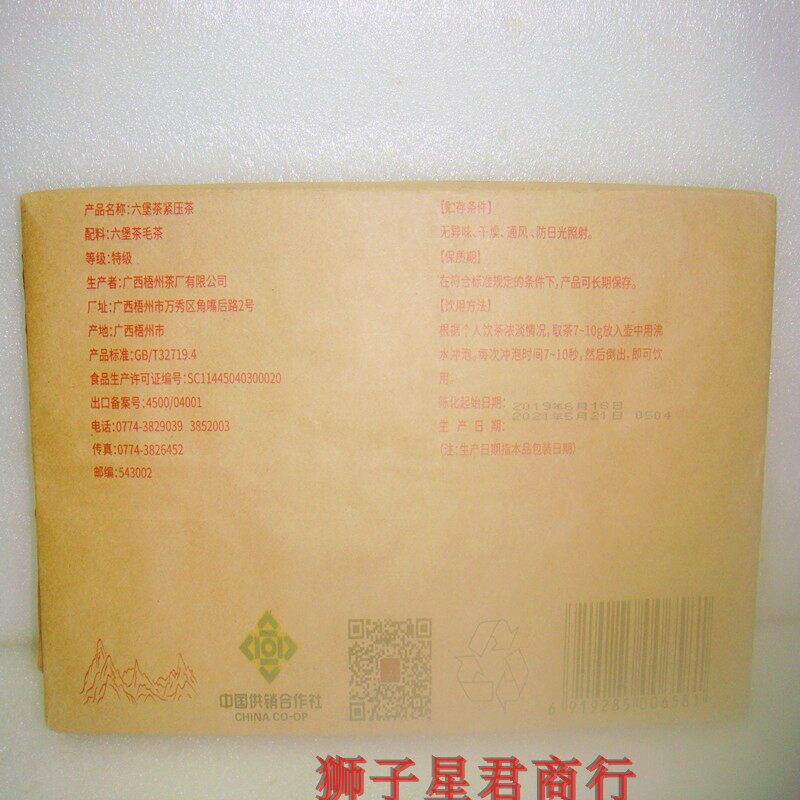 产品名称:六堡茶紧压茶
配料:六堡茶毛茶
等级:特级
生产者:广西梧州茶厂有限公司
厂址:广西梧州市万秀区角嘴后路2号
产地:广西梧州市
产品标准:GB/T32719.4
食品生产许可证编号:SC11445040300020
出口备案号:4500/04001
电话:0774-3829039 3852003
传真:0774-3826452
邮编:543002
【贮存条件】
无异味、干燥、通风、防日光照射。
【保质期】
在符合标准规定的条件下,产品可长期保存。
【饮用方法】
根据个人饮茶浓淡情况,取茶7~10g放入壶中用沸
水冲泡。每次冲泡时间7~10秒,然后倒出,即可饮
用。
陈化起始日期: 2019年6月16日
生 产 日 期: 2021年5月21日 0504
(注:生产日期指本品包装日期)
中国供销合作社
CHINA CO-OP
6 919285 006581
狮子星君商行